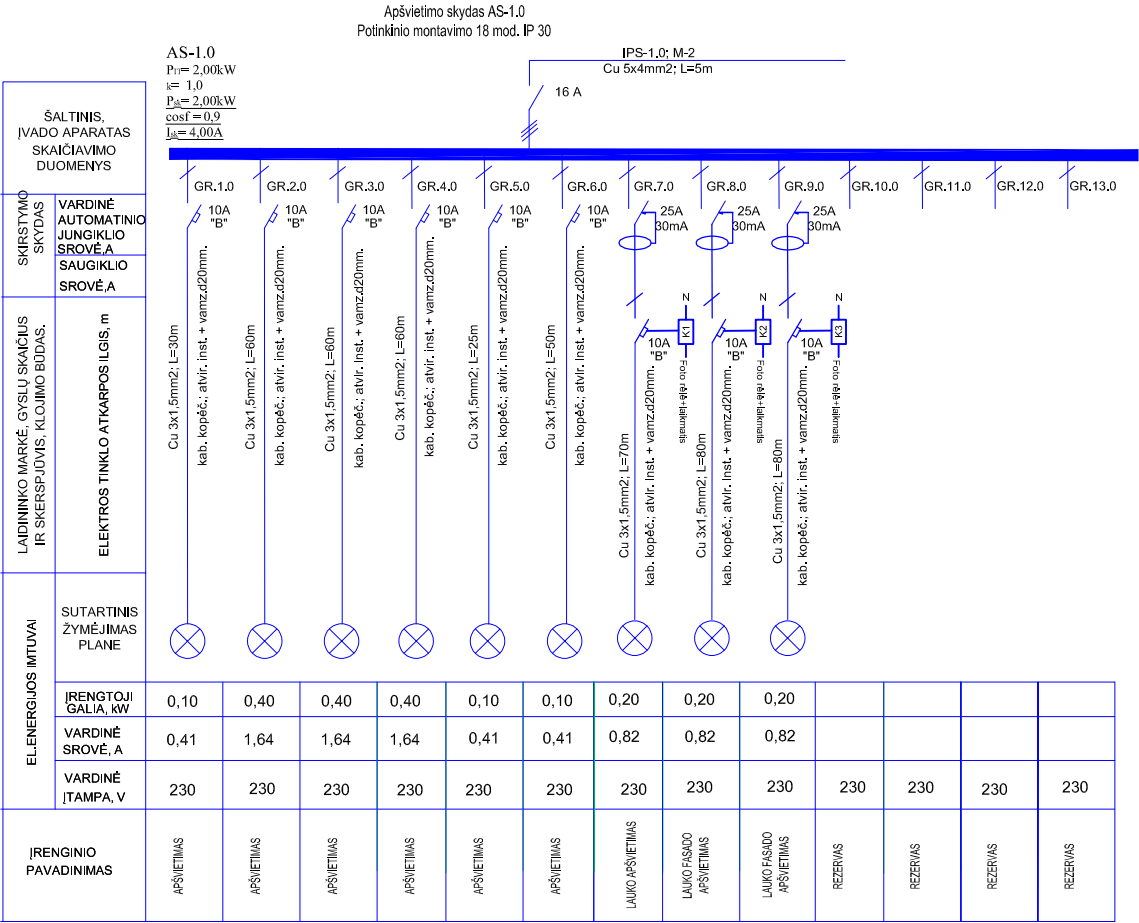 Apšvietimo skydas AS-1.0
Potinkinio montavimo 18 mod. IP 30
AS-1.0
P= 2,00kW
k= 1,0
P= 2,00kW
cosf = 0,9
I= 4,00A
IPS-1.0; M-2
Cu 5x4mm2; L=5m
16 A
ŠALTINIS,
ĮVADO APARATAS
SKAIČIAVIMO
DUOMENYS
GR.1.0 GR.2.0 GR.3.0 GR.4.0 GR.5.0 GR.6.0 GR.7.0 GR.8.0 GR.9.0 GR.10.0 GR.11.0 GR.12.0 GR.13.0
SKIRSTYMO
SKYDAS
VARDINĖ
AUTOMATINIO
JUNGIKLIO
SROVĖ,A
SAUGIKLIO
SROVĖ,A
10A
"B"
10A
"B"
10A
"B"
10A
"B"
10A
"B"
10A
"B"
25A
30mA
25A
30mA
25A
30mA
LAIDININKO MARKĖ, GYSLŲ SKAIČIUS
IR SKERSPJŪVIS, KLOJIMO BŪDAS.
ELEKTROS TINKLO ATKARPOS ILGIS, m
Cu 3x1,5mm2; L=30m
kab. kopėč.; atvir. inst. + vamz.d20mm.
Cu 3x1,5mm2; L=60m
kab. kopėč.; atvir. inst. + vamz.d20mm.
Cu 3x1,5mm2; L=60m
kab. kopėč.; atvir. inst. + vamz.d20mm.
Cu 3x1,5mm2; L=60m
kab. kopėč.; atvir. inst. + vamz.d20mm.
Cu 3x1,5mm2; L=25m
kab. kopėč.; atvir. inst. + vamz.d20mm.
Cu 3x1,5mm2; L=50m
kab. kopėč.; atvir. inst. + vamz.d20mm.
Cu 3x1,5mm2; L=70m
kab. kopėč.; atvir. inst. + vamz.d20mm.
10A
"B"
N
K1
Foto rėlė+laikmatis
Cu 3x1,5mm2; L=80m
kab. kopėč.; atvir. inst. + vamz.d20mm.
10A
"B"
N
K2
Foto rėlė+laikmatis
Cu 3x1,5mm2; L=80m
kab. kopėč.; atvir. inst. + vamz.d20mm.
10A
"B"
N
K3
Foto rėlė+laikmatis
EL.ENERGIJOS IMTUVAI
SUTARTINIS
ŽYMĖJIMAS
PLANE
ĮRENGTOJI
GALIA, kW
0,10 0,40 0,40 0,40 0,10 0,10 0,20 0,20 0,20
VARDINĖ
SROVĖ, A
0,41 1,64 1,64 1,64 0,41 0,41 0,82 0,82 0,82
VARDINĖ
ĮTAMPA, V
230 230 230 230 230 230 230 230 230 230 230 230 230
ĮRENGINIO
PAVADINIMAS
APŠVIETIMAS
APŠVIETIMAS
APŠVIETIMAS
APŠVIETIMAS
APŠVIETIMAS
APŠVIETIMAS
LAUKO APŠVIETIMAS
LAUKO FASADO
APŠVIETIMAS
LAUKO FASADO
APŠVIETIMAS
REZERVAS
REZERVAS
REZERVAS
REZERVAS